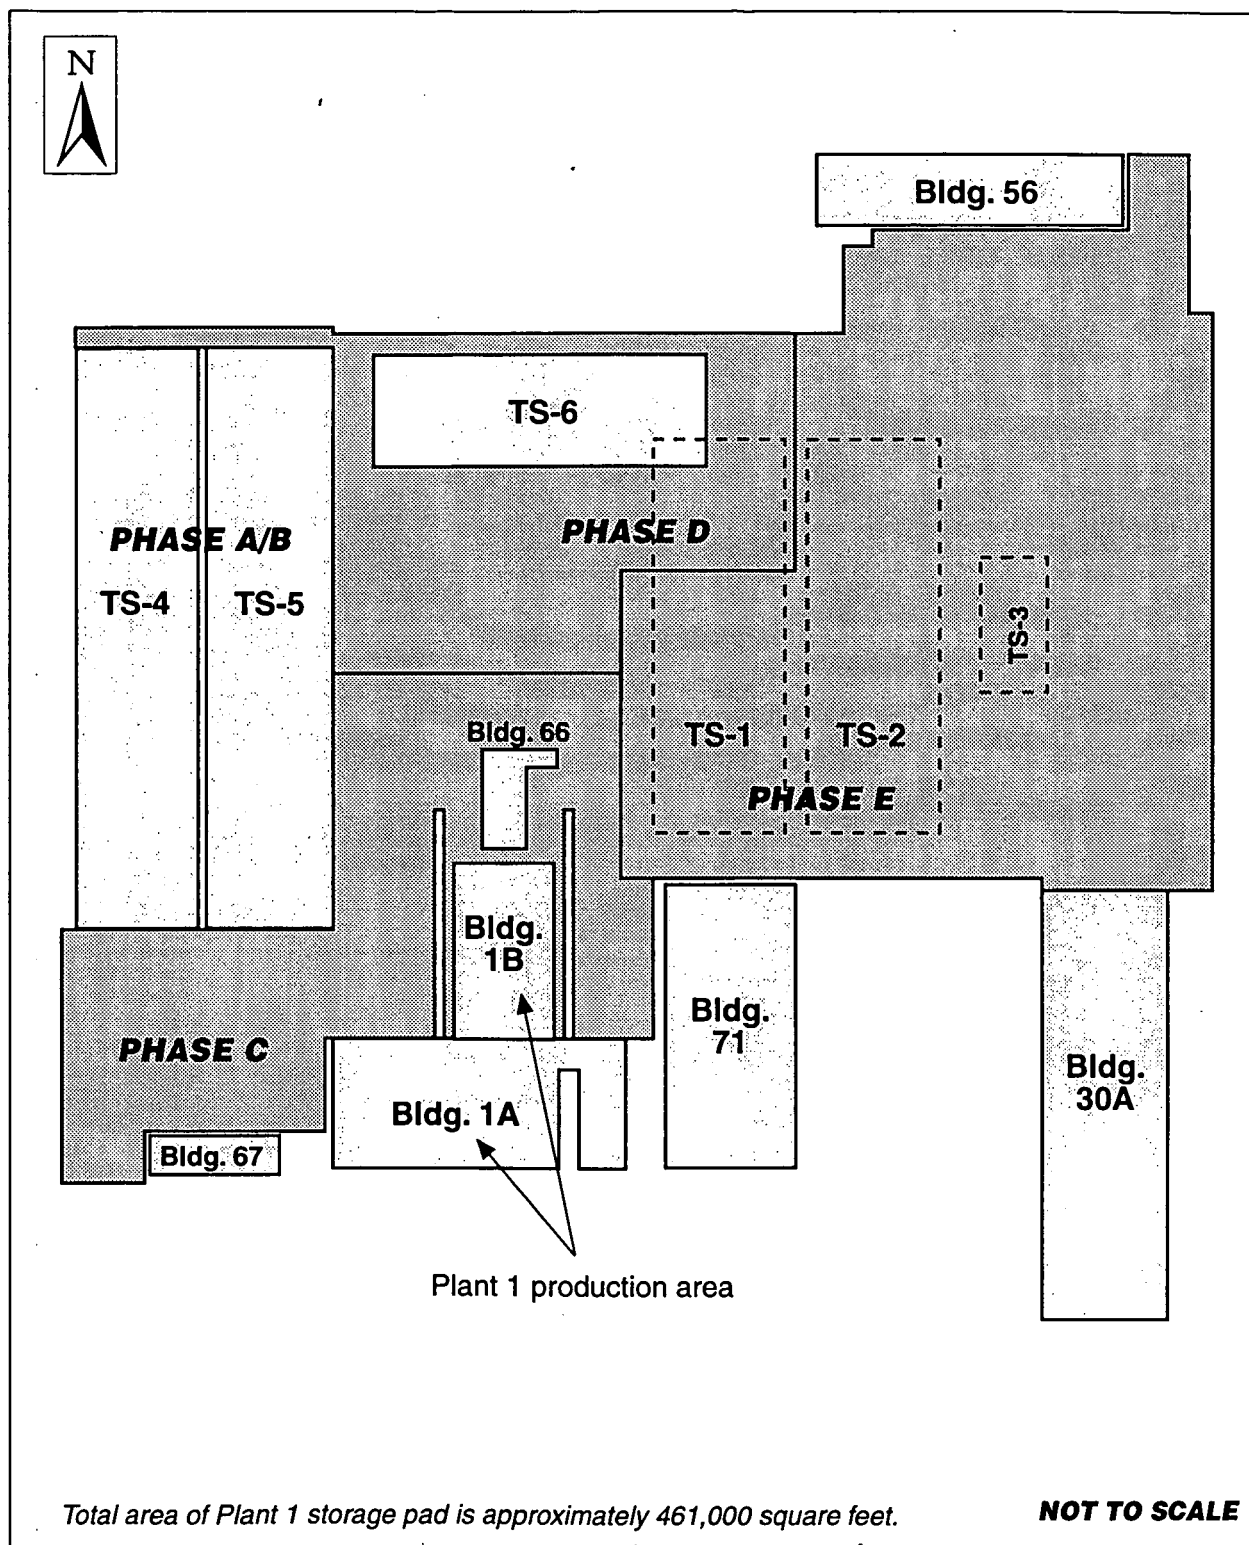 N
Bldg. 56
TS-6
PHASE A/B
PHASE D
TS-4
TS-5
TS-3
Bldg. 66
TS-1
TS-2
PHASE E
Bldg.
1B
Bldg.
71
PHASE C
Bldg. 1A
Bldg.
30A
Bldg. 67
Plant 1 production area
Total area of Plant 1 storage pad is approximately 461,000 square feet.
NOT TO SCALE